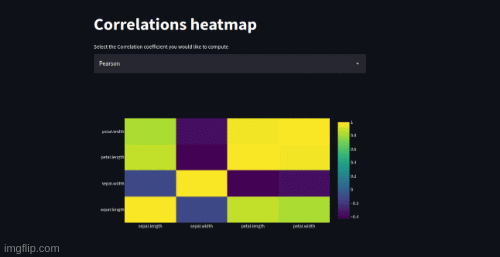 Correlations heatmap
Select the Correlation coefficient you would like to compute
Pearson
petal.width
petal.length
sepal.width
sepal.length
sepal.length sepal.width petal.length petal.width
1
0.8
0.6
0.4
0.2
0
-0.2
-0.4
imgflip.com